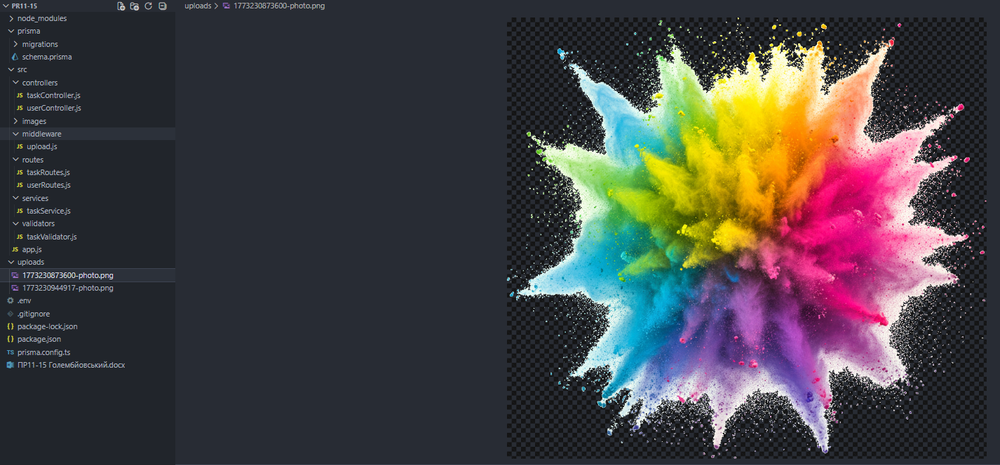 PR11-15
node_modules
prisma
migrations
schema.prisma
src
controllers
JS taskController.js
JS userController.js
images
middleware
JS upload.js
routes
JS taskRoutes.js
JS userRoutes.js
services
JS taskService.js
validators
JS taskValidator.js
JS app.js
uploads
1773230873600-photo.png
1773230944917-photo.png
.env
.gitignore
{} package-lock.json
{} package.json
TS prisma.config.ts
ПР11-15 Голембйовський.docx
uploads > 1773230873600-photo.png